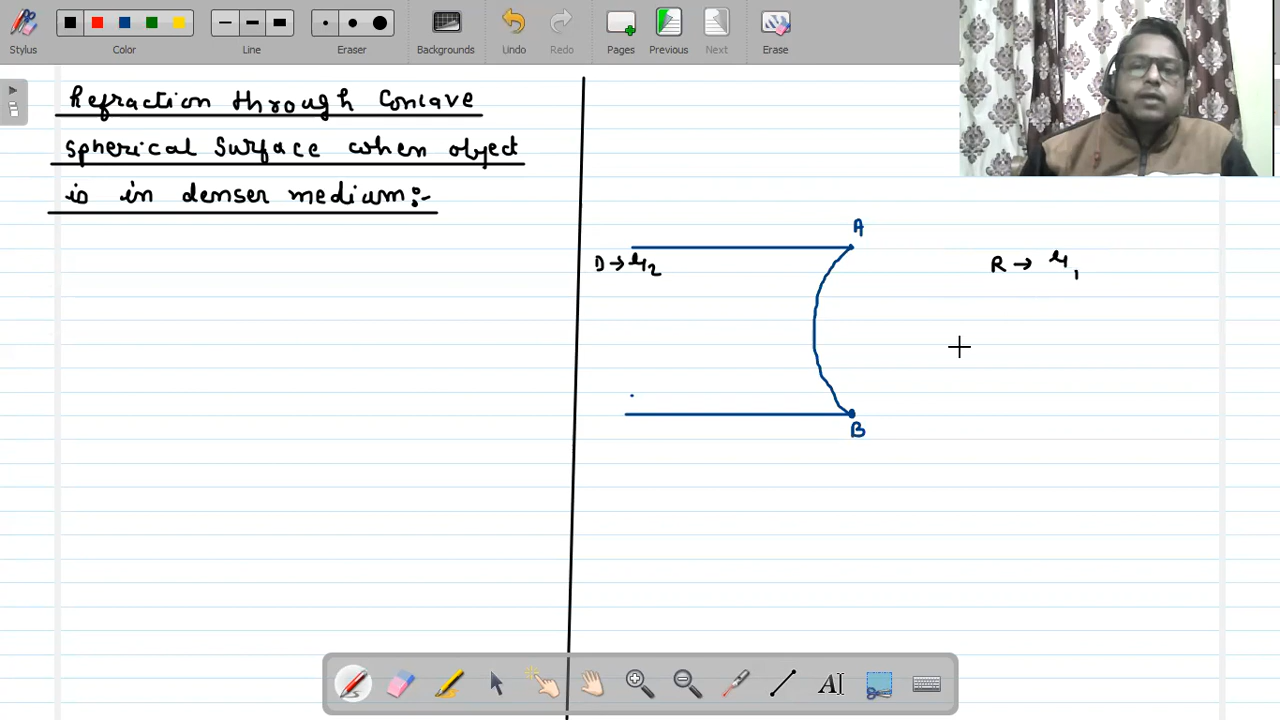 Stylus
Color
Line
Eraser
Backgrounds
Undo
Redo
Pages
Previous
Next
Erase
Refraction through Concave
spherical Surface when object
is in denser medium:-
A
D → μ2
R → μ1
B
AI